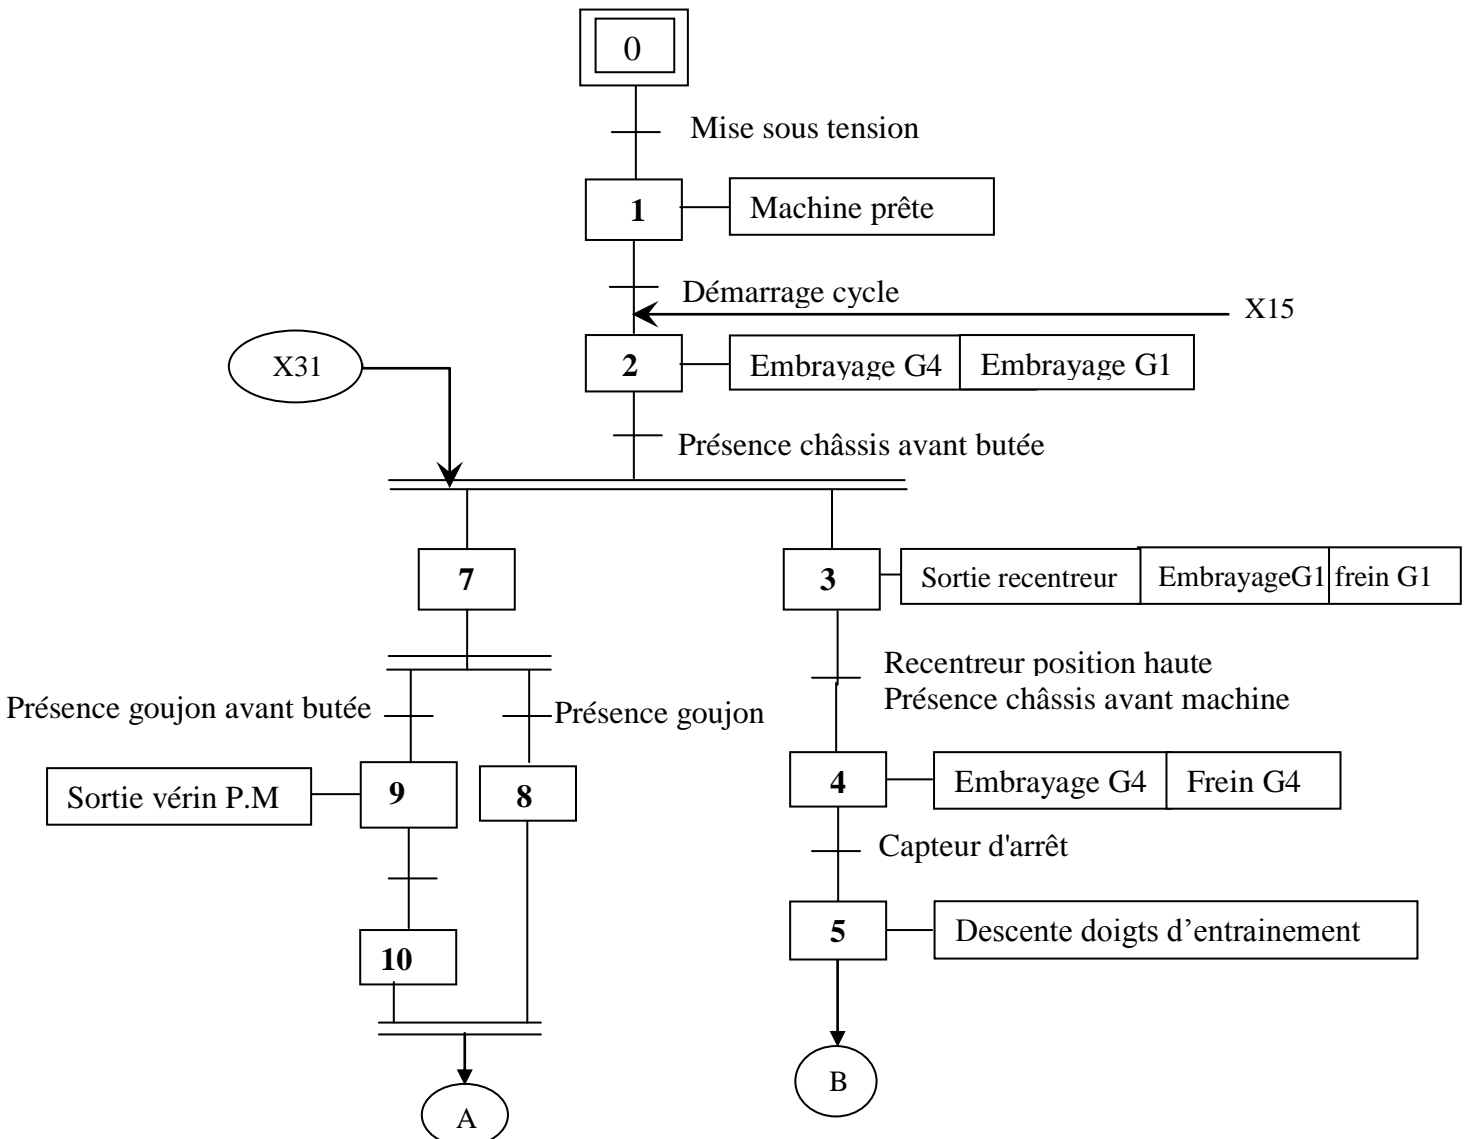 0
Mise sous tension
1
Machine prête
Démarrage cycle
X15
X31
2
Embrayage G4
Embrayage G1
Présence châssis avant butée
7
3
Sortie recentreur
EmbrayageG1
frein G1
Recentreur position haute
Présence châssis avant machine
Présence goujon avant butée
Présence goujon
Sortie vérin P.M
9
8
4
Embrayage G4
Frein G4
Capteur d'arrêt
10
5
Descente doigts d’entrainement
A
B